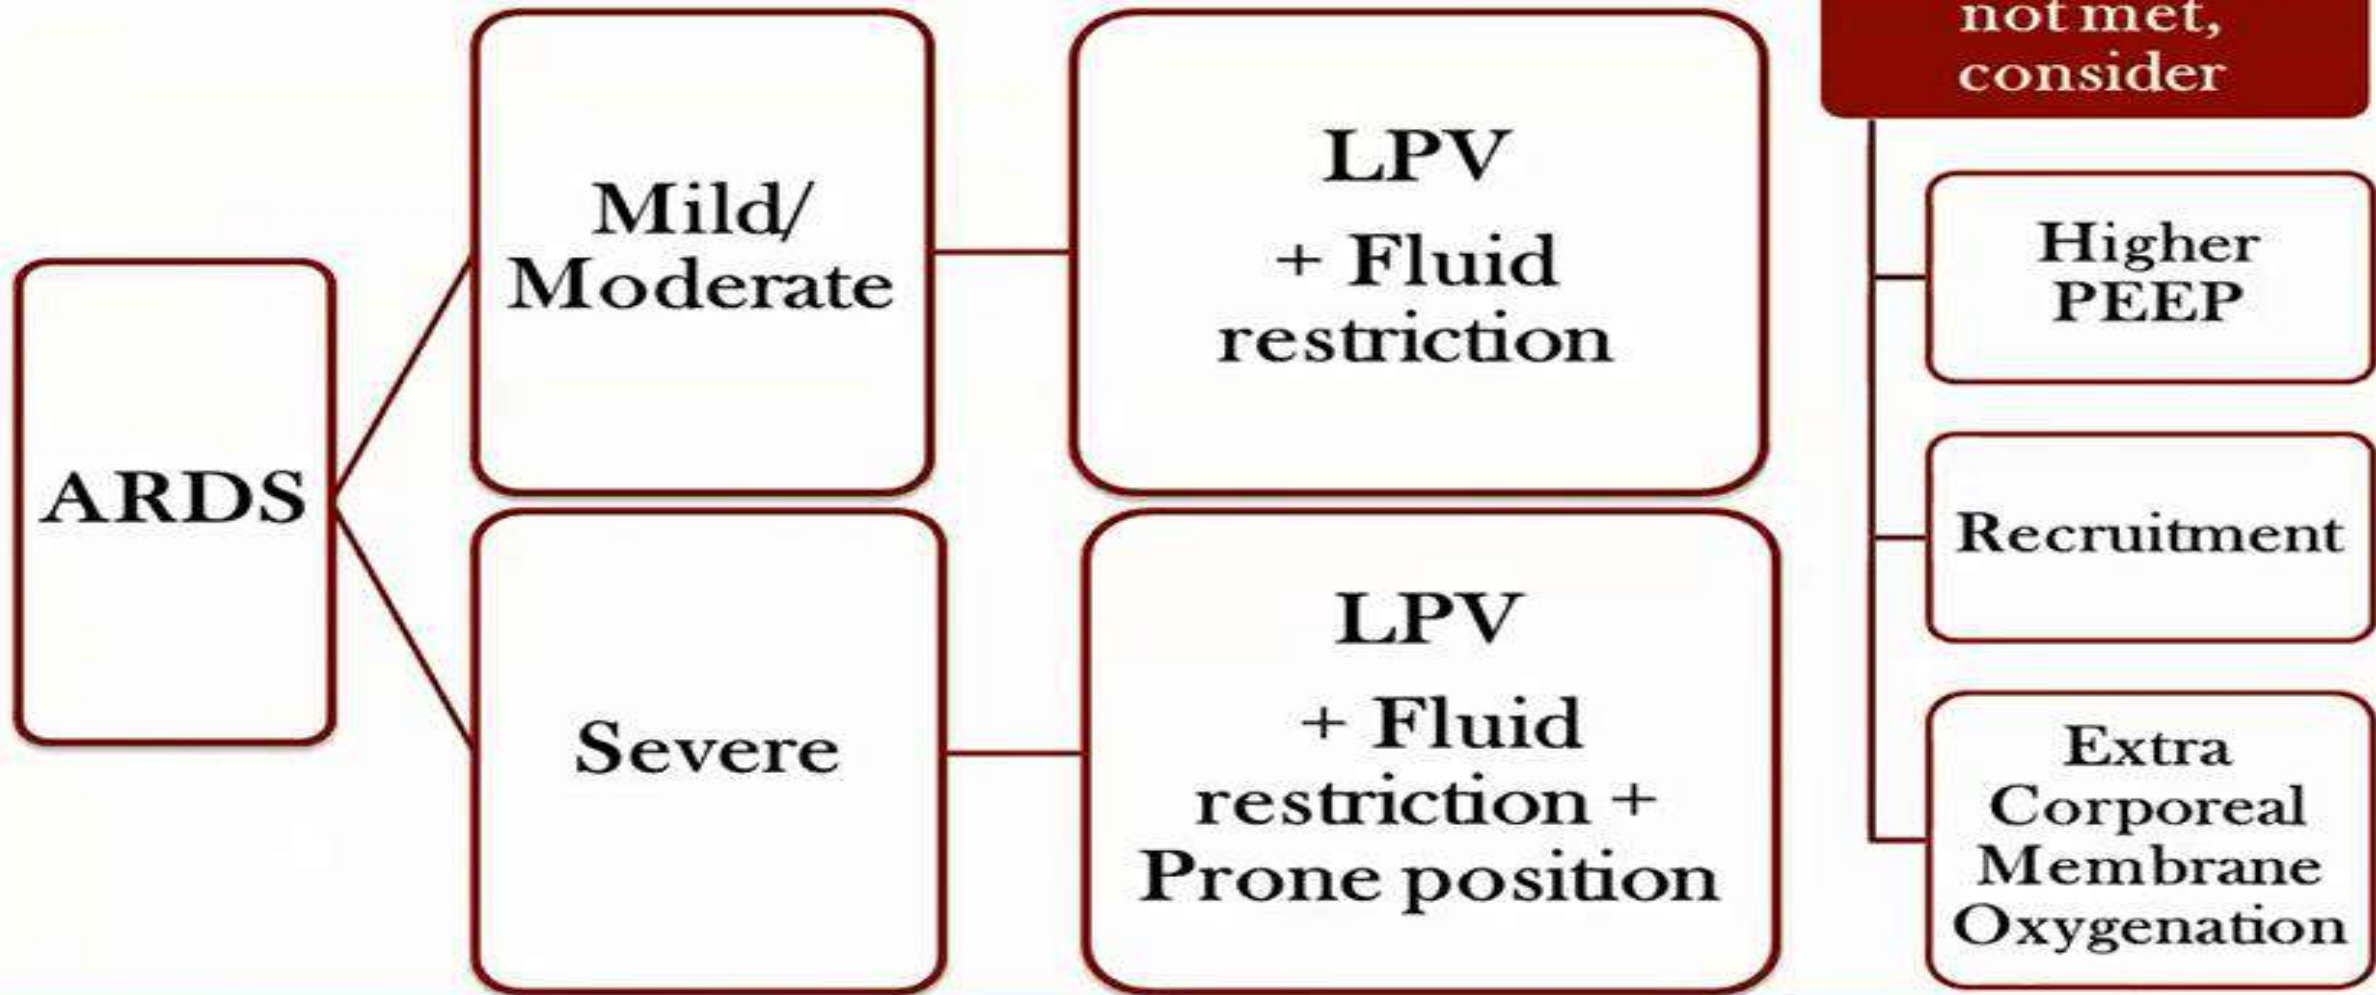 ARDS
Mild/
Moderate
LPV
+ Fluid
restriction
Severe
LPV
+ Fluid
restriction +
Prone position
not met,
consider
Higher
PEEP
Recruitment
Extra
Corporeal
Membrane
Oxygenation